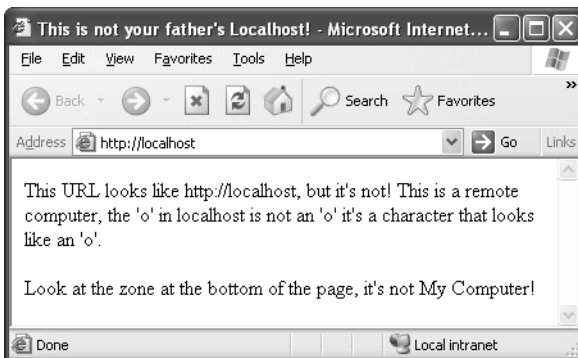 This is not your father's Localhost! - Microsoft Internet...
File Edit View Favorites Tools Help
Back Search Favorites »
Address http://localhost Go Links
This URL looks like http://localhost, but it's not! This is a remote
computer, the 'o' in localhost is not an 'o' it's a character that looks
like an 'o'.
Look at the zone at the bottom of the page, it's not My Computer!
Done Local intranet